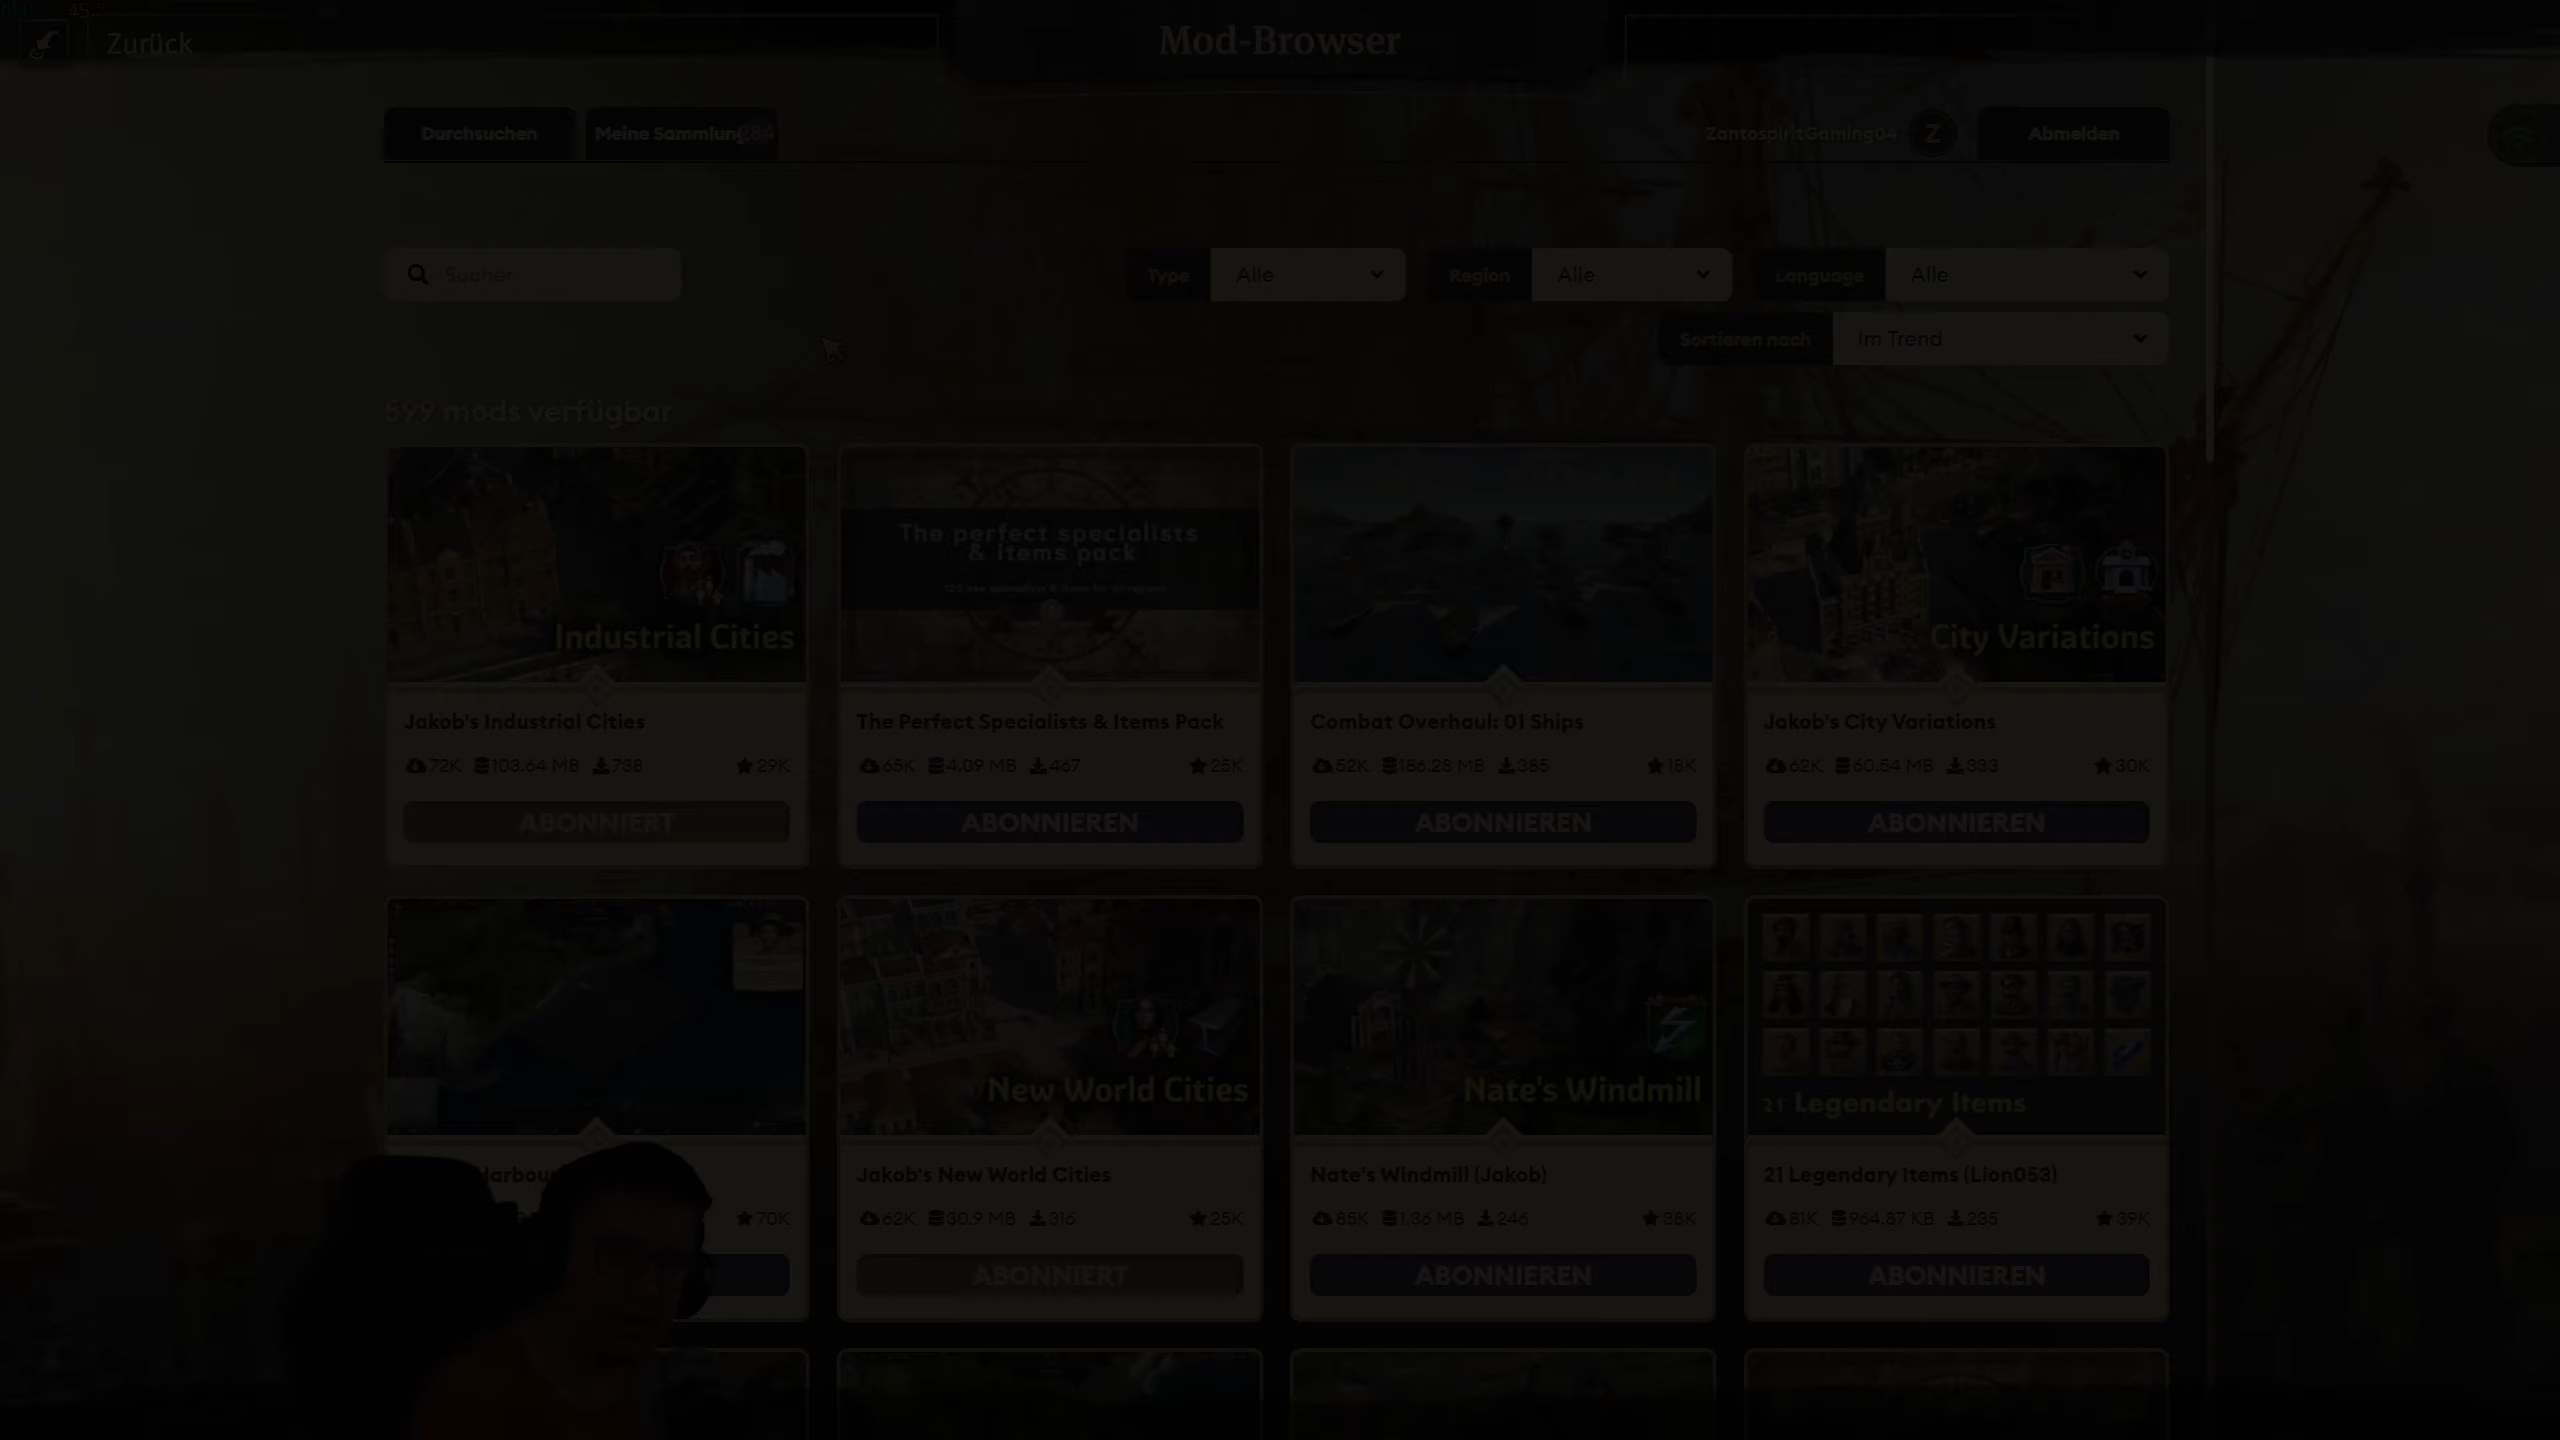 Zurück
Mod-Browser
Durchsuchen
Meine Sammlung
284
ZantospiritGaming04
Z
Abmelden
Suchen
Type
Alle
Region
Alle
Language
Alle
Sortieren nach
Im Trend
599 mods verfügbar
Industrial Cities
The perfect specialists
& items pack
City Variations
Jakob's Industrial Cities
The Perfect Specialists & Items Pack
Combat Overhaul: 01 Ships
Jakob's City Variations
72K 103.64 MB 738 29K
65K 4.09 MB 467 25K
52K 186.28 MB 385 18K
62K 60.54 MB 333 30K
ABONNIERT
ABONNIEREN
ABONNIEREN
ABONNIEREN
New World Cities
Nate's Windmill
21 Legendary Items
Jakob's New World Cities
Nate's Windmill (Jakob)
21 Legendary Items (Lion053)
70K
62K 30.9 MB 316 25K
85K 1.36 MB 246 38K
81K 964.87 KB 235 39K
ABONNIERT
ABONNIEREN
ABONNIEREN